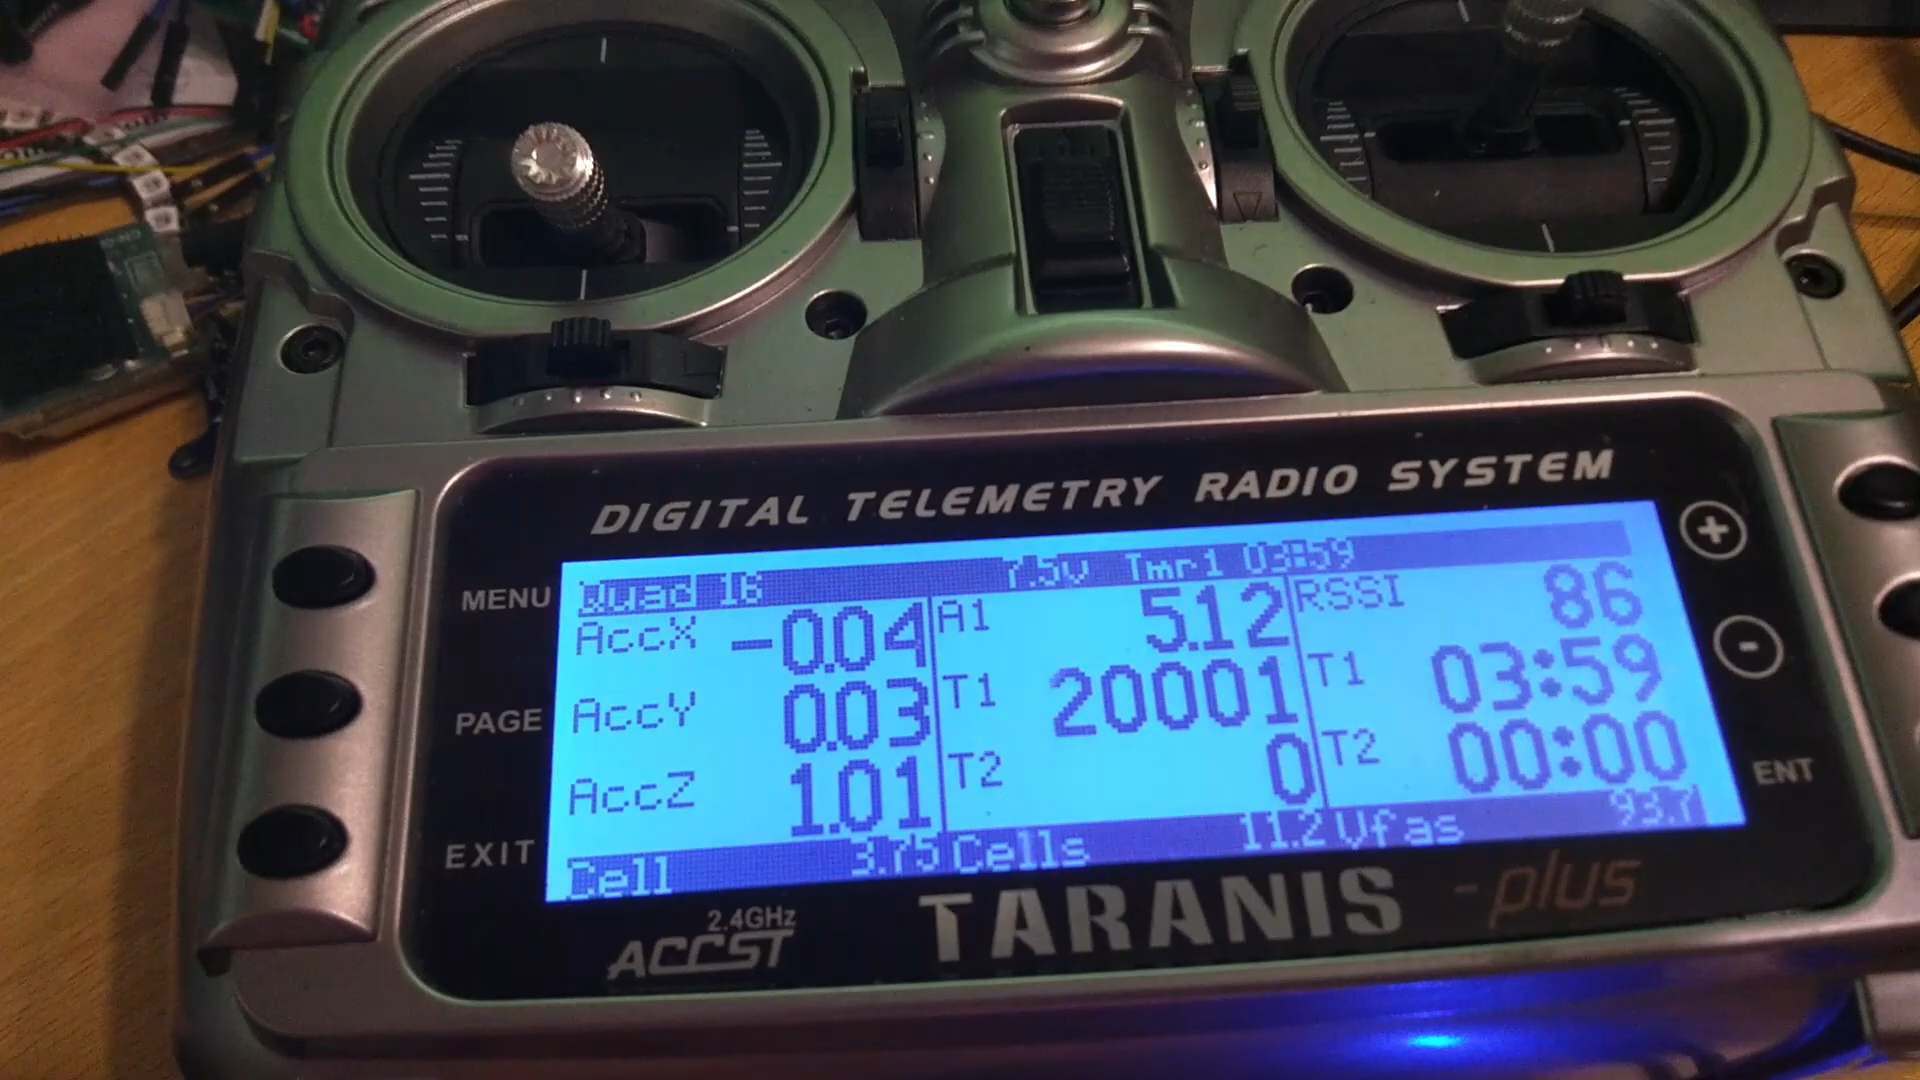 DIGITAL TELEMETRY RADIO SYSTEM
Quad 16 7.5V Tmr1 03:59
AccX -0.04 A1 5.12 RSSI 86
AccY 0.03 T1 20001 T1 03:59
AccZ 1.01 T2 0 T2 00:00
Cell 3.75 Cells 11.2 Vfas 93.7
MENU
PAGE
EXIT
+
-
ENT
2.4GHz
ACCST
TARANIS -plus